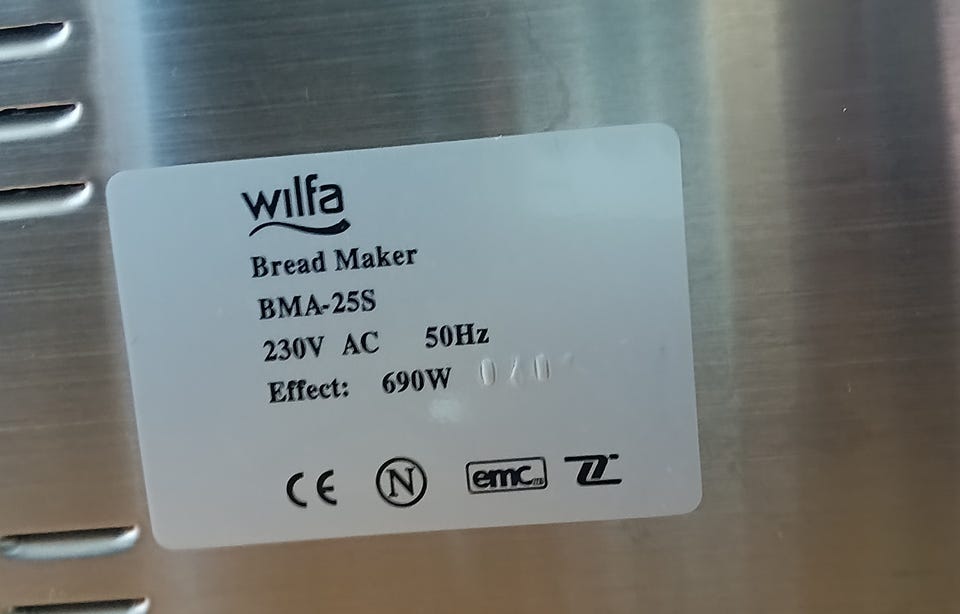 wilfa
Bread Maker
BMA-25S
230V AC 50Hz
Effect: 690W
CE N emc